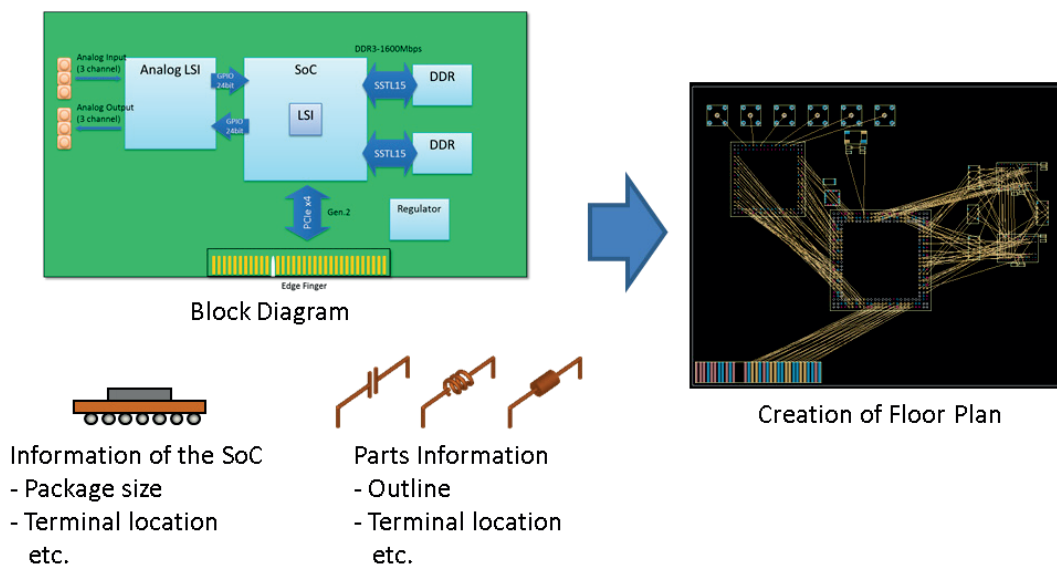 DDR3-1600Mbps
Analog Input
(3 channel)
Analog LSI
GPIO
24bit
SoC
SSTL15
DDR
Analog Output
(3 channel)
LSI
GPIO
24bit
SSTL15
DDR
PCIe x4
Gen.2
Regulator
Edge Finger
Block Diagram
Creation of Floor Plan
Information of the SoC
- Package size
- Terminal location
etc.
Parts Information
- Outline
- Terminal location
etc.